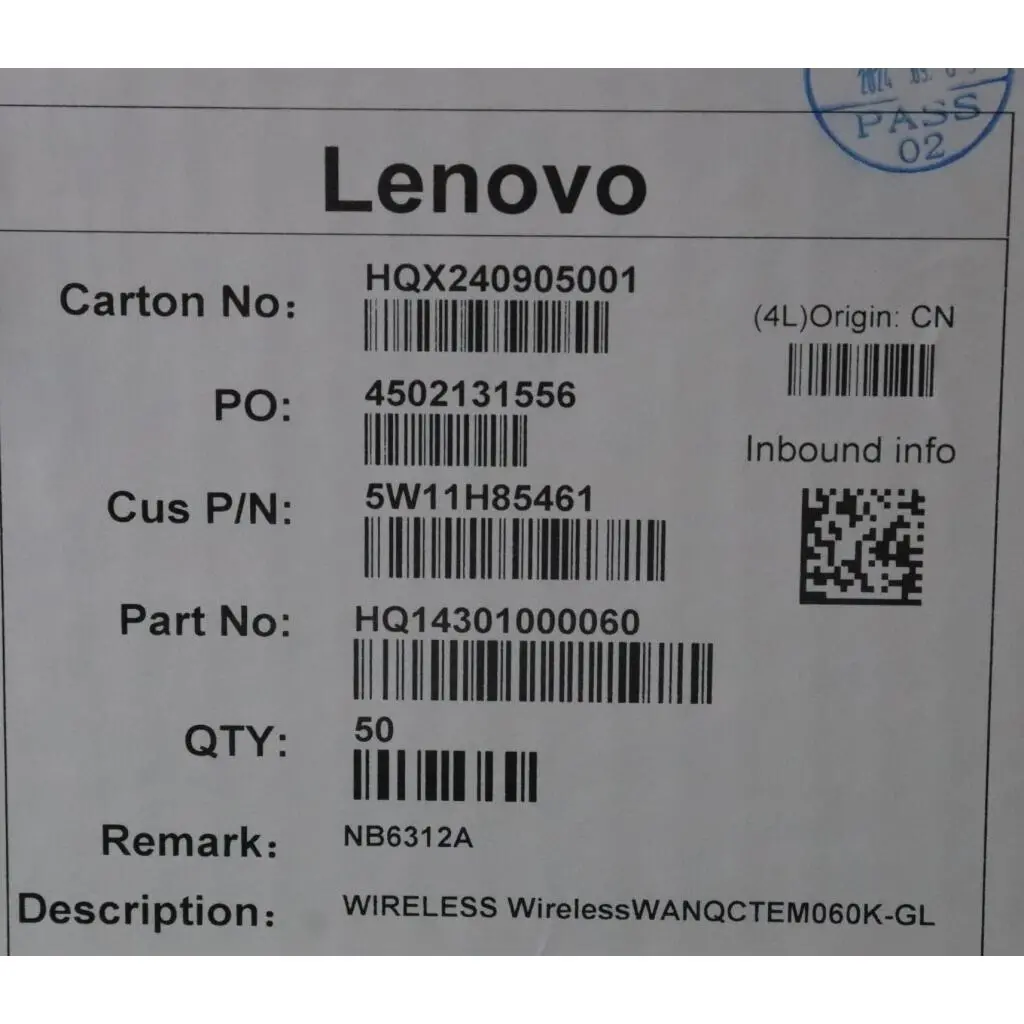 PASS
02
Lenovo
Carton No: HQX240905001
(4L)Origin: CN
PO: 4502131556
Inbound info
Cus P/N: 5W11H85461
Part No: HQ14301000060
QTY: 50
Remark: NB6312A
Description: WIRELESS WirelessWANQCTEM060K-GL